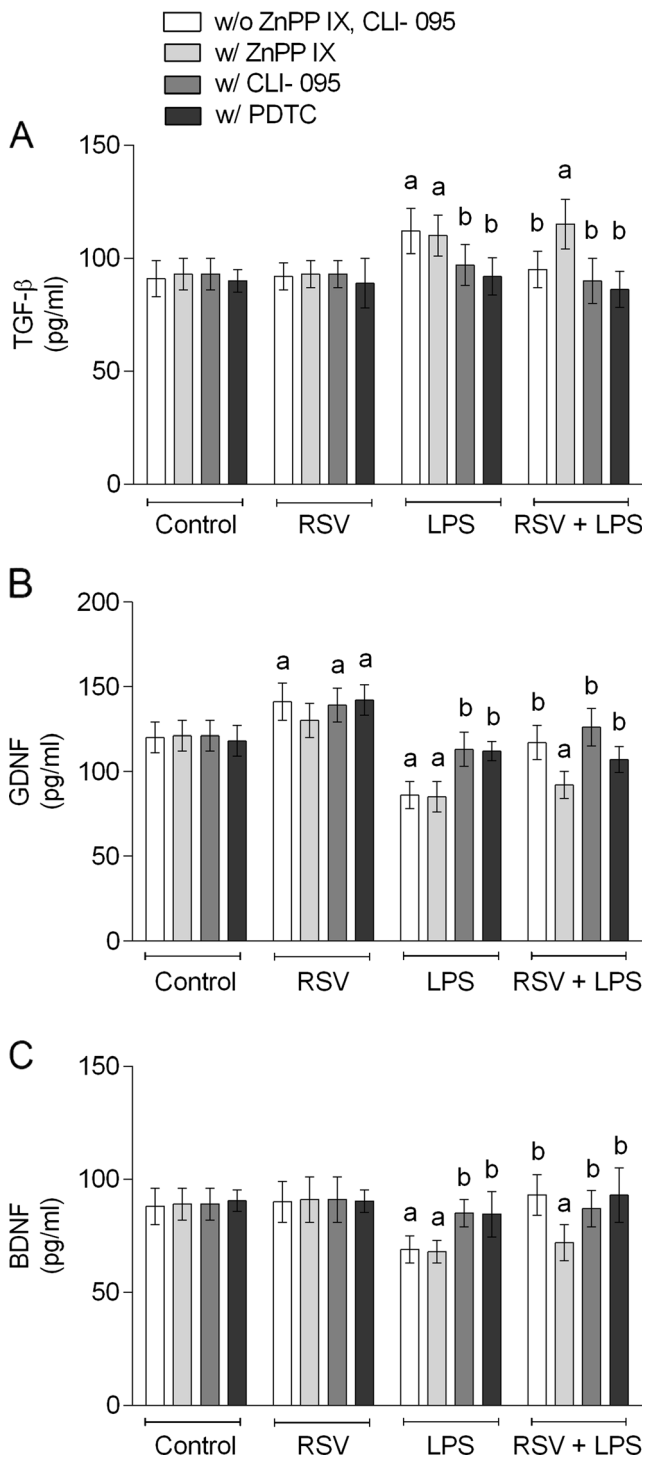 w/o ZnPP IX, CLI- 095
w/ ZnPP IX
w/ CLI- 095
w/ PDTC
A
150
100
50
0
TGF-β
(pg/ml)
a a b b b a b b
Control RSV LPS RSV + LPS
B
200
150
100
50
0
GDNF
(pg/ml)
a a a a a b b b a b b
Control RSV LPS RSV + LPS
C
150
100
50
0
BDNF
(pg/ml)
a a b b b a b b
Control RSV LPS RSV + LPS